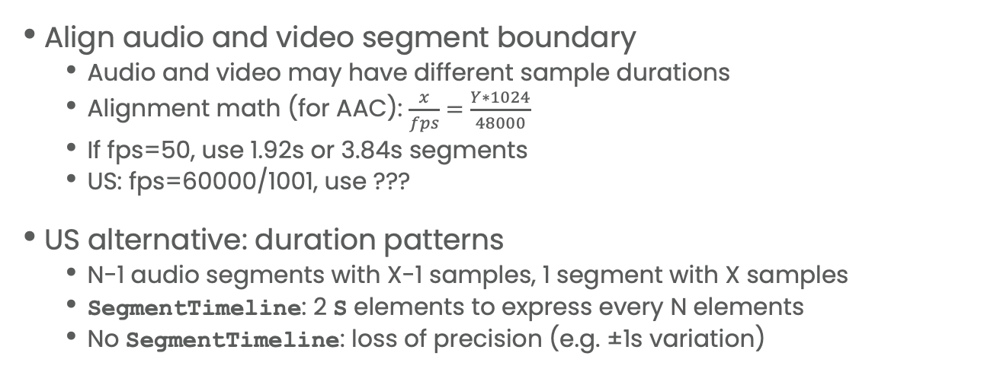 • Align audio and video segment boundary
• Audio and video may have different sample durations
• Alignment math (for AAC): x/fps = Y*1024/48000
• If fps=50, use 1.92s or 3.84s segments
• US: fps=60000/1001, use ???
• US alternative: duration patterns
• N-1 audio segments with X-1 samples, 1 segment with X samples
• SegmentTimeline: 2 S elements to express every N elements
• No SegmentTimeline: loss of precision (e.g. ±1s variation)